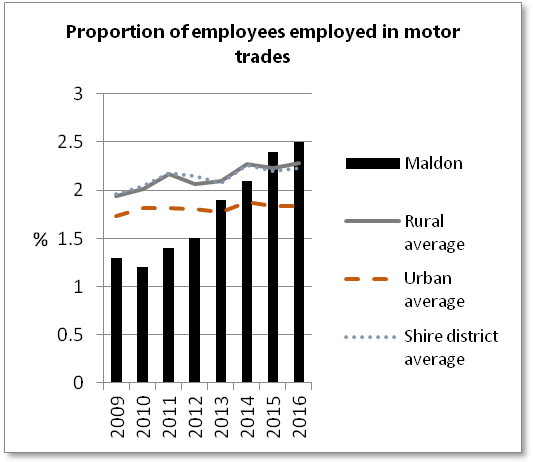 Proportion of employees employed in motor
trades
3
2.5
2
1.5
1
0.5
0
%
2009
2010
2011
2012
2013
2014
2015
2016
Maldon
Rural
average
Urban
average
Shire district
average